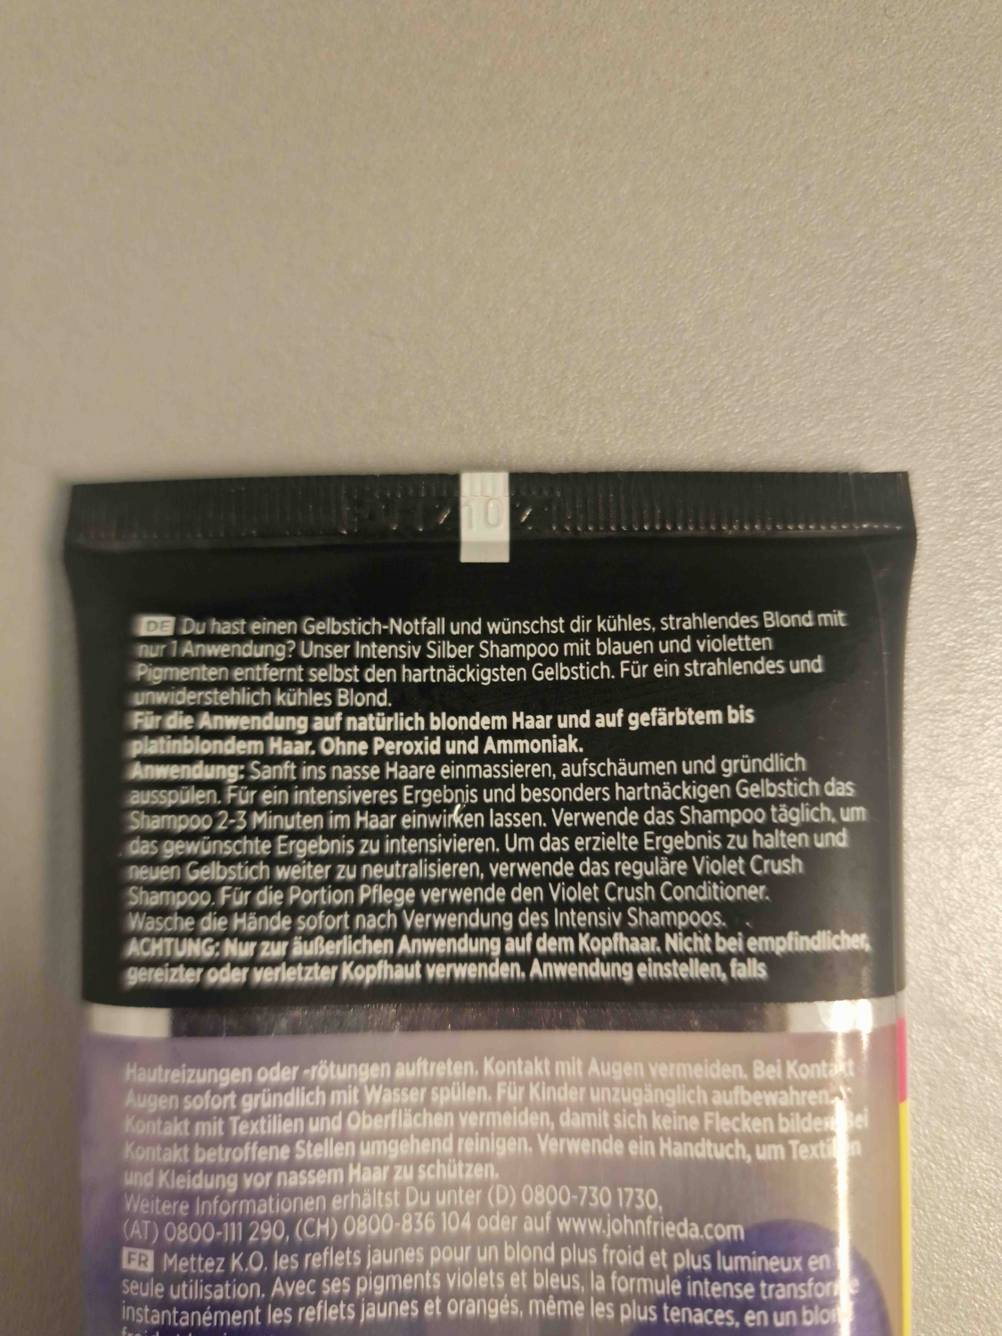 10
DE Du hast einen Gelbstich-Notfall und wünschst dir kühles, strahlendes Blond mit
nur 1 Anwendung? Unser Intensiv Silber Shampoo mit blauen und violetten
Pigmenten entfernt selbst den hartnäckigsten Gelbstich. Für ein strahlendes und
unwiderstehlich kühles Blond.
Für die Anwendung auf natürlich blondem Haar und auf gefärbtem bis
platinblondem Haar. Ohne Peroxid und Ammoniak.
Anwendung: Sanft ins nasse Haare einmassieren, aufschäumen und gründlich
ausspülen. Für ein intensiveres Ergebnis und besonders hartnäckigen Gelbstich das
Shampoo 2-3 Minuten im Haar einwirken lassen. Verwende das Shampoo täglich, um
das gewünschte Ergebnis zu intensivieren. Um das erzielte Ergebnis zu halten und
neuen Gelbstich weiter zu neutralisieren, verwende das reguläre Violet Crush
Shampoo. Für die Portion Pflege verwende den Violet Crush Conditioner.
Wasche die Hände sofort nach Verwendung des Intensiv Shampoos.
ACHTUNG: Nur zur äußerlichen Anwendung auf dem Kopfhaar. Nicht bei empfindlicher,
gereizter oder verletzter Kopfhaut verwenden. Anwendung einstellen, falls
Hautreizungen oder -rötungen auftreten. Kontakt mit Augen vermeiden. Bei Kontakt
Augen sofort gründlich mit Wasser spülen. Für Kinder unzugänglich aufbewahren.
Kontakt mit Textilien und Oberflächen vermeiden, damit sich keine Flecken bilden. Bei
Kontakt betroffene Stellen umgehend reinigen. Verwende ein Handtuch, um Textilien
und Kleidung vor nassem Haar zu schützen.
Weitere Informationen erhältst Du unter (D) 0800-730 1730,
(AT) 0800-111 290, (CH) 0800-836 104 oder auf www.johnfrieda.com
FR Mettez K.O. les reflets jaunes pour un blond plus froid et plus lumineux en
seule utilisation. Avec ses pigments violets et bleus, la formule intense transforme
instantanément les reflets jaunes et orangés, même les plus tenaces, en un blond